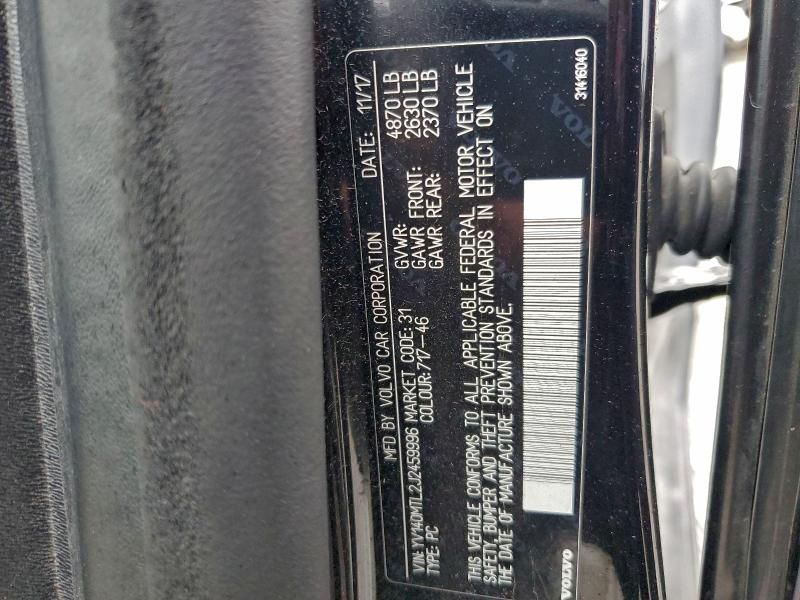 MFD BY VOLVO CAR CORPORATION DATE: 11/17
VIN: YV140MTL2J2459996 MARKET CODE: 31 GVWR: 4870 LB
TYPE: PC COLOUR: 717-46 GAWR FRONT: 2630 LB
GAWR REAR: 2370 LB
THIS VEHICLE CONFORMS TO ALL APPLICABLE FEDERAL MOTOR VEHICLE
SAFETY, BUMPER AND THEFT PREVENTION STANDARDS IN EFFECT ON
THE DATE OF MANUFACTURE SHOWN ABOVE.
VOLVO 31416040